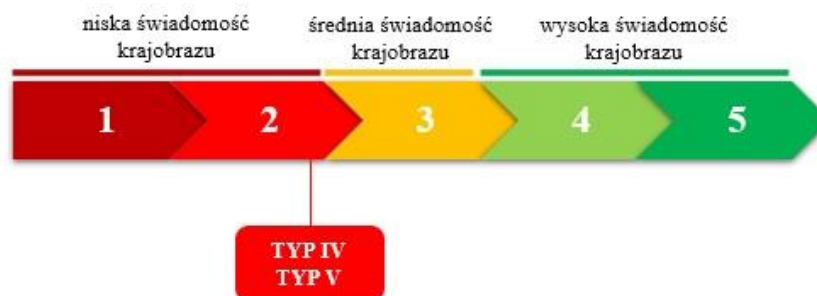 niska świadomość
krajobrazu
średnia świadomość
krajobrazu
wysoka świadomość
krajobrazu
1
2
3
4
5
TYP IV
TYP V